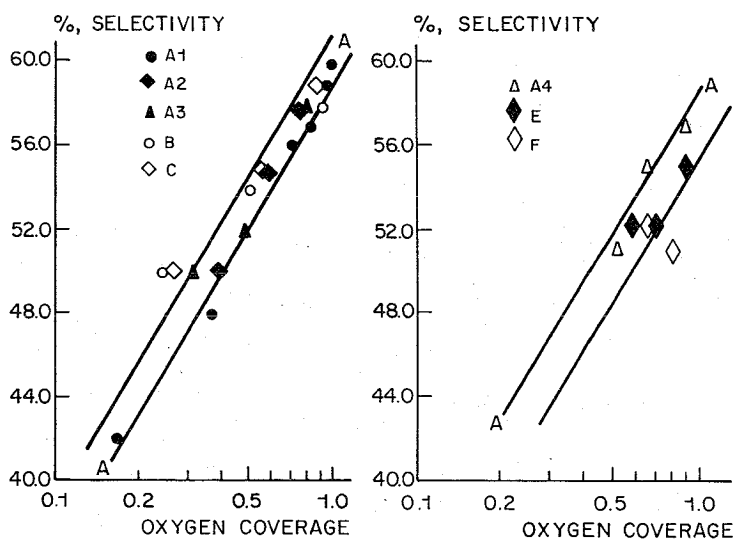 %, SELECTIVITY
A
60.0
A1
A2
A3
B
C
56.0
52.0
48.0
44.0
A
40.0
0.1 0.2 0.5 1.0
OXYGEN COVERAGE
%, SELECTIVITY
60.0
A4
E
F
A
56.0
52.0
48.0
44.0
A
40.0
0.1 0.2 0.5 1.0
OXYGEN COVERAGE